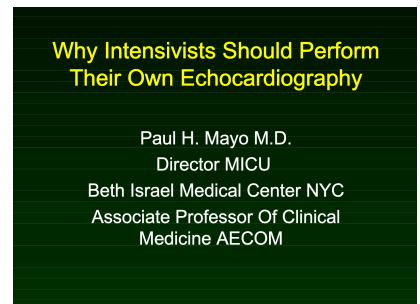 Why Intensivists Should Perform
Their Own Echocardiography
Paul H. Mayo M.D.
Director MICU
Beth Israel Medical Center NYC
Associate Professor Of Clinical
Medicine AECOM